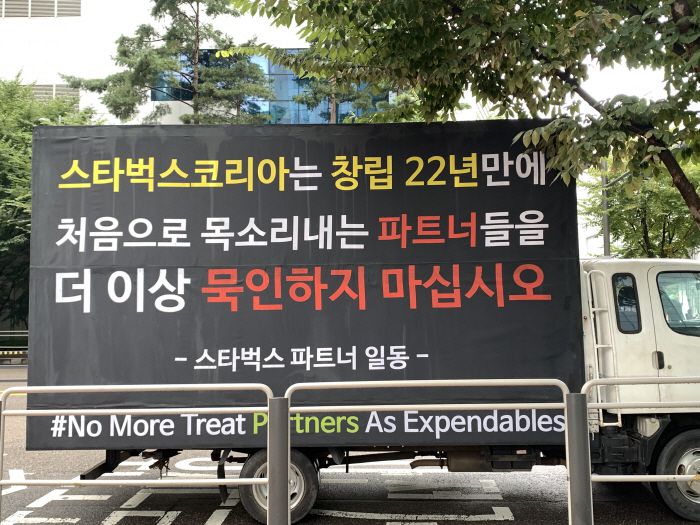 스타벅스코리아는 창립 22년만에
처음으로 목소리내는 파트너들을
더 이상 묵인하지 마십시오
- 스타벅스 파트너 일동 -
#No More Treat Partners As Expendables